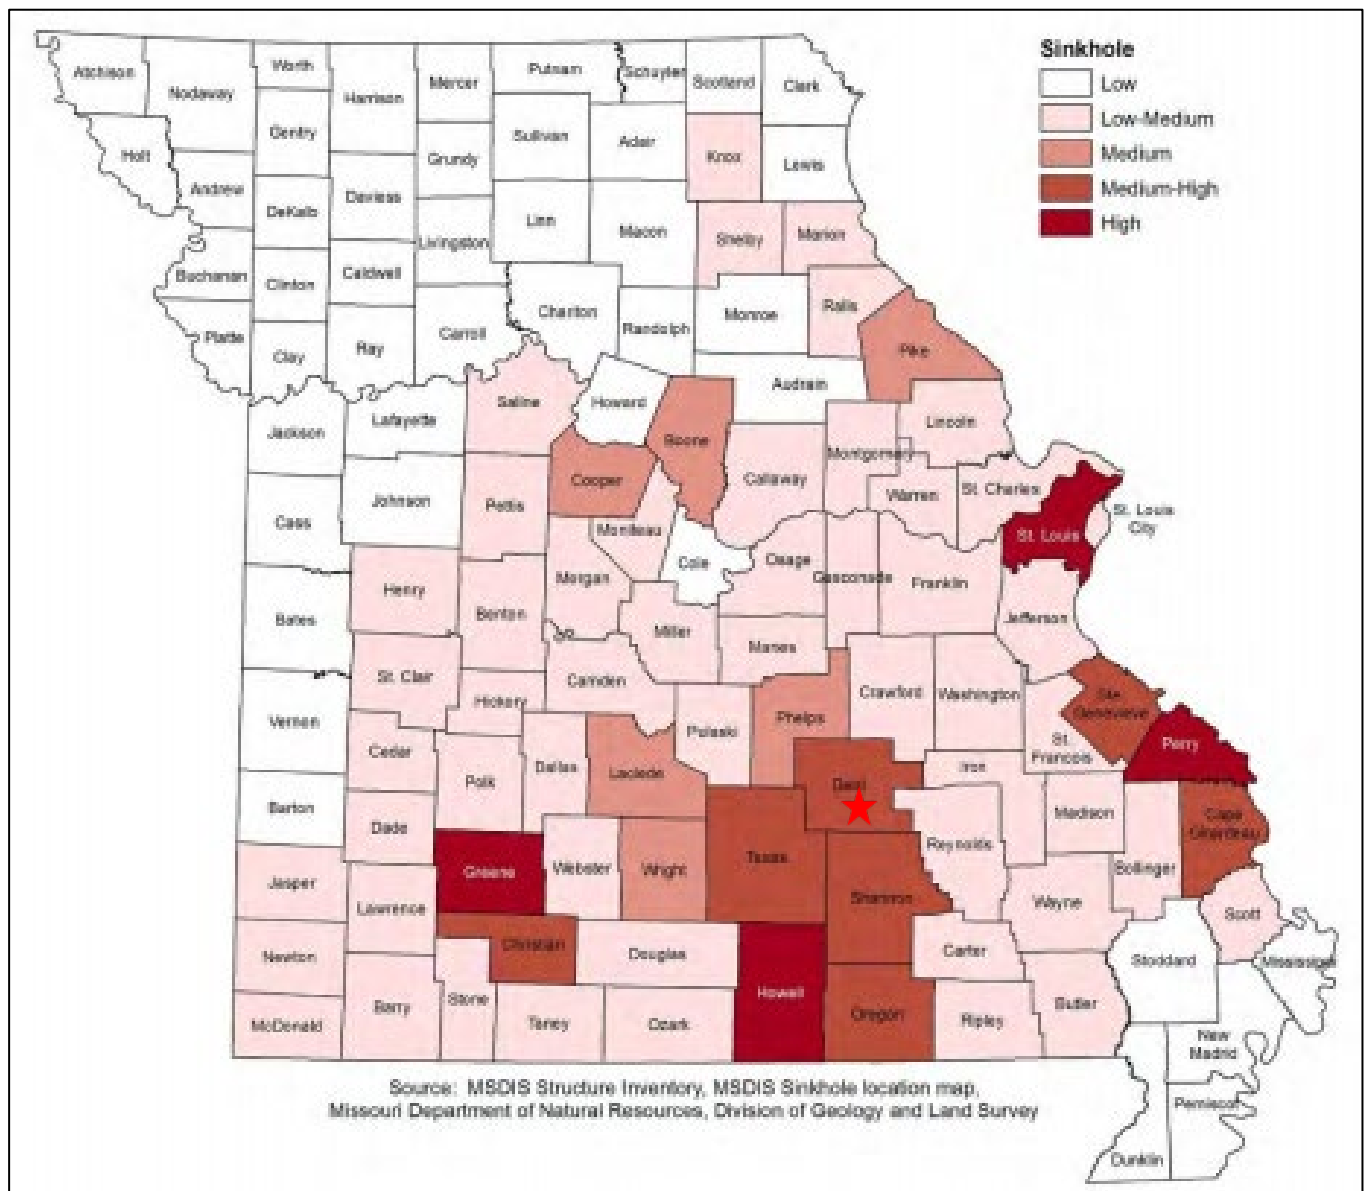 Sinkhole
Low
Low-Medium
Medium
Medium-High
High
Atchison
Nodaway
Worth
Harrison
Mercer
Putnam
Schuyler
Scotland
Clark
Gentry
Sullivan
Adair
Knox
Lewis
Holt
Andrew
DeKalb
Daviess
Grundy
Livingston
Linn
Macon
Shelby
Marion
Buchanan
Clinton
Caldwell
Chariton
Randolph
Monroe
Ralls
Pike
Platte
Clay
Ray
Carroll
Audrain
Saline
Howard
Boone
Lincoln
Jackson
Lafayette
Cooper
Callaway
Montgomery
Warren
St. Charles
St. Louis
City
St. Louis
Cass
Johnson
Pettis
Moniteau
Cole
Osage
Gasconade
Franklin
Jefferson
Bates
Henry
Benton
Morgan
Miller
Maries
St. Clair
Hickory
Camden
Pulaski
Phelps
Crawford
Washington
Ste.
Genevieve
St.
Francois
Perry
Vernon
Cedar
Polk
Dallas
Laclede
Dent
Iron
Madison
Cape
Girardeau
Barton
Dade
Greene
Webster
Wright
Texas
Shannon
Reynolds
Bollinger
Wayne
Scott
Jasper
Lawrence
Christian
Douglas
Howell
Carter
Stoddard
Mississippi
Newton
Barry
Stone
Taney
Ozark
Oregon
Ripley
Butler
McDonald
New
Madrid
Pemiscot
Dunklin
Source: MSDIS Structure Inventory, MSDIS Sinkhole location map,
Missouri Department of Natural Resources, Division of Geology and Land Survey